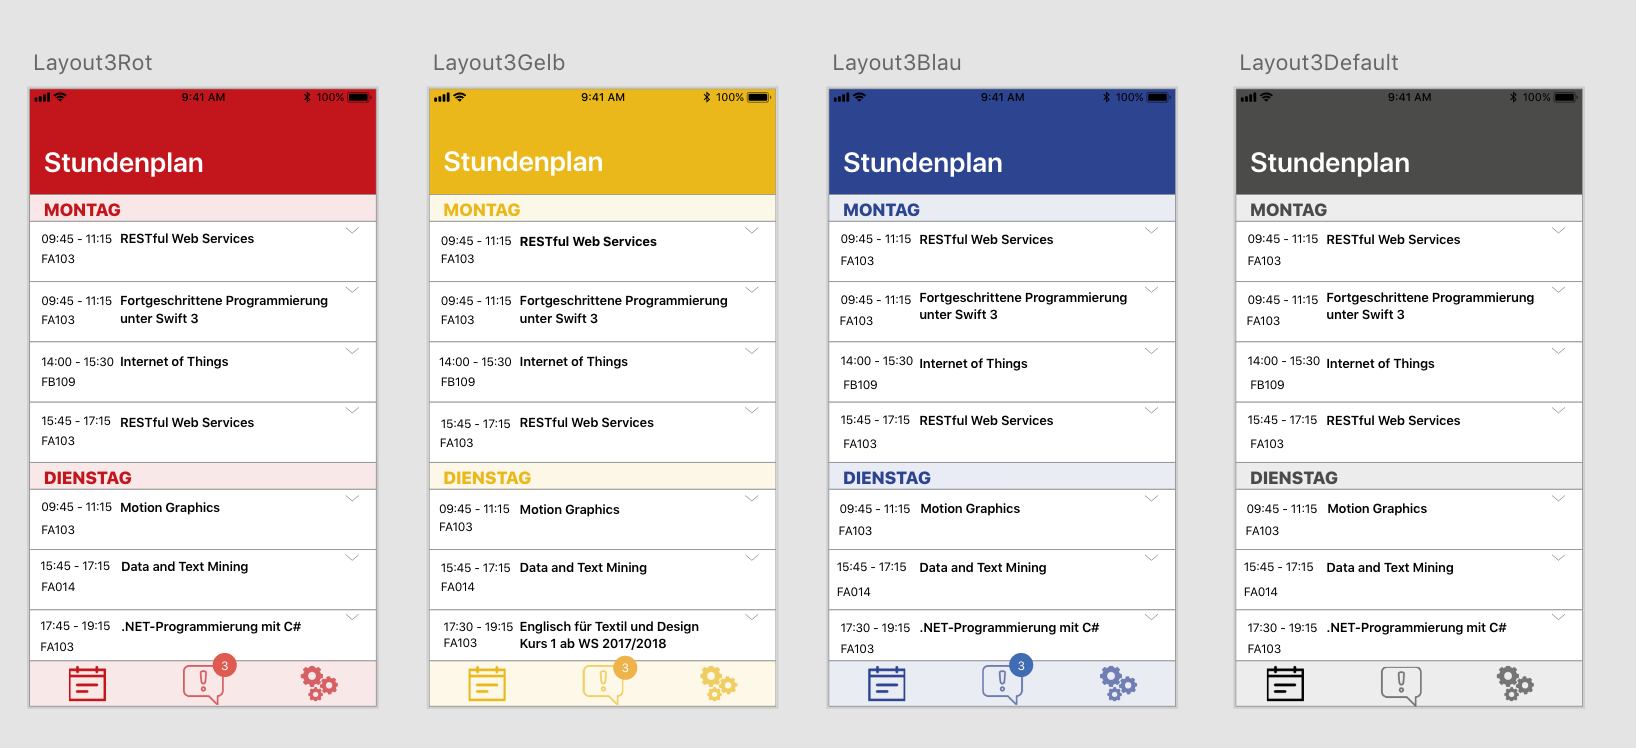 Layout3Rot
9:41 AM 100%
Stundenplan
MONTAG
09:45 - 11:15 RESTful Web Services
FA103
09:45 - 11:15 Fortgeschrittene Programmierung
FA103 unter Swift 3
14:00 - 15:30 Internet of Things
FB109
15:45 - 17:15 RESTful Web Services
FA103
DIENSTAG
09:45 - 11:15 Motion Graphics
FA103
15:45 - 17:15 Data and Text Mining
FA014
17:45 - 19:15 .NET-Programmierung mit C#
FA103
3
Layout3Gelb
9:41 AM 100%
Stundenplan
MONTAG
09:45 - 11:15 RESTful Web Services
FA103
09:45 - 11:15 Fortgeschrittene Programmierung
FA103 unter Swift 3
14:00 - 15:30 Internet of Things
FB109
15:45 - 17:15 RESTful Web Services
FA103
DIENSTAG
09:45 - 11:15 Motion Graphics
FA103
15:45 - 17:15 Data and Text Mining
FA014
17:30 - 19:15 Englisch für Textil und Design
FA103 Kurs 1 ab WS 2017/2018
3
Layout3Blau
9:41 AM 100%
Stundenplan
MONTAG
09:45 - 11:15 RESTful Web Services
FA103
09:45 - 11:15 Fortgeschrittene Programmierung
FA103 unter Swift 3
14:00 - 15:30 Internet of Things
FB109
15:45 - 17:15 RESTful Web Services
FA103
DIENSTAG
09:45 - 11:15 Motion Graphics
FA103
15:45 - 17:15 Data and Text Mining
FA014
17:30 - 19:15 .NET-Programmierung mit C#
FA103
3
Layout3Default
9:41 AM 100%
Stundenplan
MONTAG
09:45 - 11:15 RESTful Web Services
FA103
09:45 - 11:15 Fortgeschrittene Programmierung
FA103 unter Swift 3
14:00 - 15:30 Internet of Things
FB109
15:45 - 17:15 RESTful Web Services
FA103
DIENSTAG
09:45 - 11:15 Motion Graphics
FA103
15:45 - 17:15 Data and Text Mining
FA014
17:30 - 19:15 .NET-Programmierung mit C#
FA103